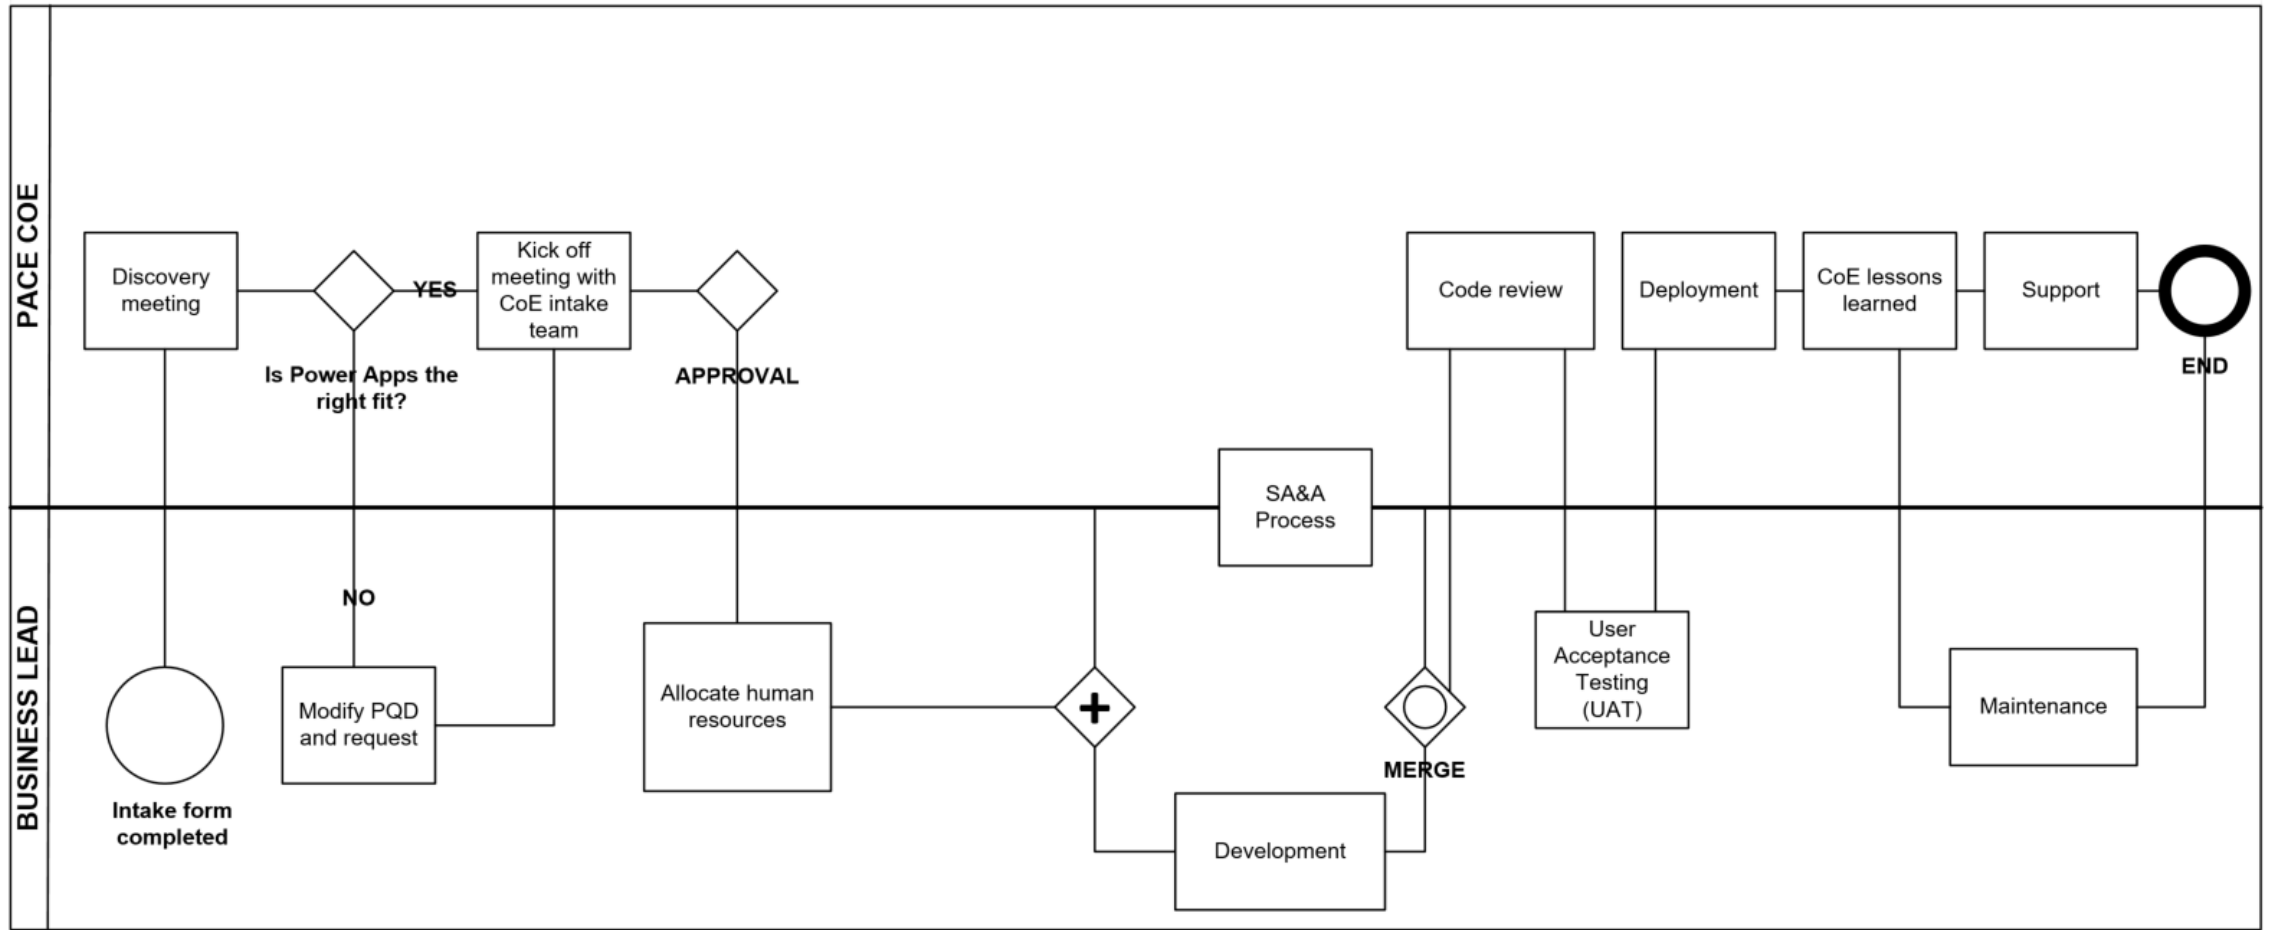 PACE COE
Discovery
meeting
YES
Is Power Apps the
right fit?
Kick off
meeting with
CoE intake
team
APPROVAL
Code review
Deployment
CoE lessons
learned
Support
END
SA&A
Process
BUSINESS LEAD
Intake form
completed
NO
Modify PQD
and request
Allocate human
resources
MERGE
Development
User
Acceptance
Testing
(UAT)
Maintenance